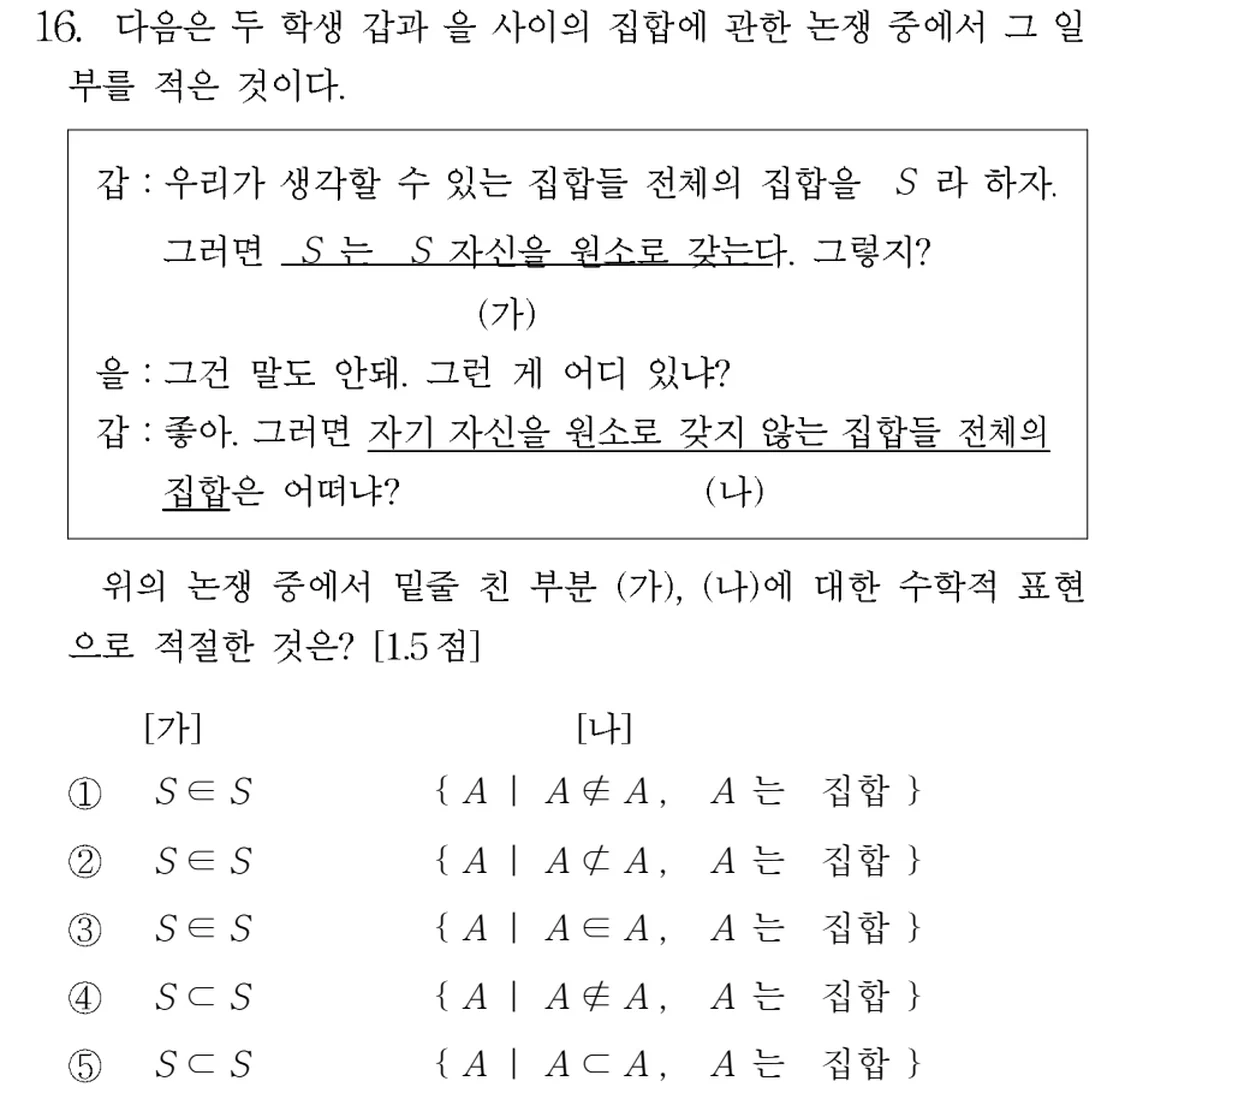 16. 다음은 두 학생 갑과 을 사이의 집합에 관한 논쟁 중에서 그 일
부를 적은 것이다.
갑 : 우리가 생각할 수 있는 집합들 전체의 집합을 S 라 하자.
그러면 S 는 S 자신을 원소로 갖는다. 그렇지?
(가)
을 : 그건 말도 안돼. 그런 게 어디 있냐?
갑 : 좋아. 그러면 자기 자신을 원소로 갖지 않는 집합들 전체의
집합은 어떠냐? (나)
위의 논쟁 중에서 밑줄 친 부분 (가), (나)에 대한 수학적 표현
으로 적절한 것은? [1.5점]
[가] [나]
① S∈S { A | A∉A, A는 집합 }
② S∈S { A | A⊄A, A는 집합 }
③ S∈S { A | A∈A, A는 집합 }
④ S⊂S { A | A∉A, A는 집합 }
⑤ S⊂S { A | A⊂A, A는 집합 }